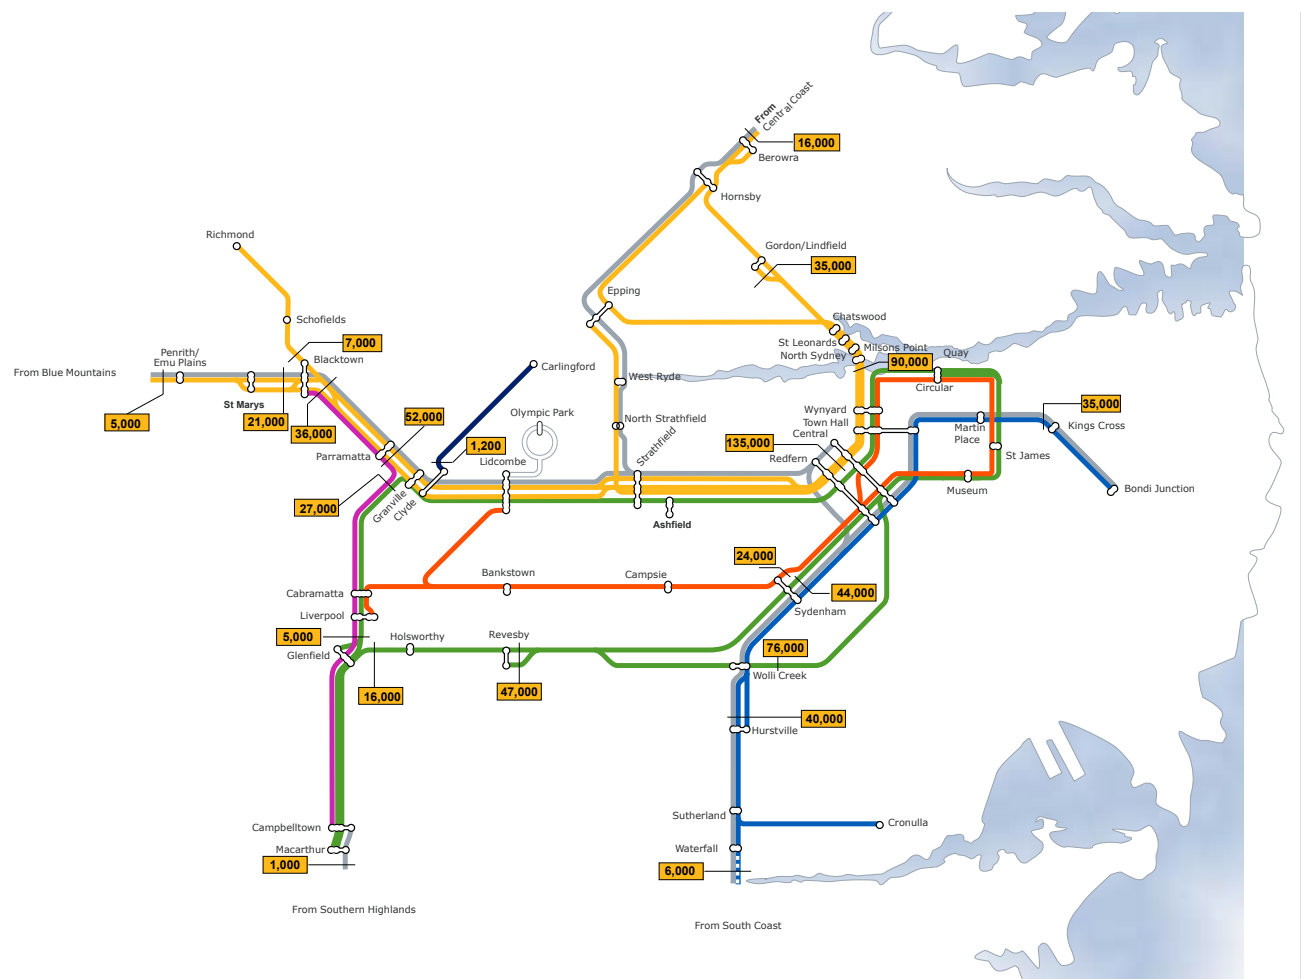 From
Central Coast
16,000
Berowra
Hornsby
Richmond
Gordon/Lindfield
35,000
Epping
Schofields
Chatswood
7,000
St Leonards
Milsons Point
North Sydney
90,000
Quay
Circular
Penrith/
Emu Plains
Blacktown
From Blue Mountains
Carlingford
West Ryde
St Marys
5,000
21,000
36,000
52,000
Olympic Park
North Strathfield
Strathfield
Wynyard
Town Hall
Central
135,000
Redfern
35,000
Kings Cross
Martin
Place
St James
Museum
Bondi Junction
1,200
Parramatta
Lidcombe
27,000
Granville
Clyde
Ashfield
24,000
Bankstown
Campsie
44,000
Sydenham
Cabramatta
Liverpool
5,000
Holsworthy
Revesby
Glenfield
76,000
Wolli Creek
16,000
47,000
40,000
Hurstville
Sutherland
Cronulla
Campbelltown
Macarthur
Waterfall
1,000
6,000
From Southern Highlands
From South Coast